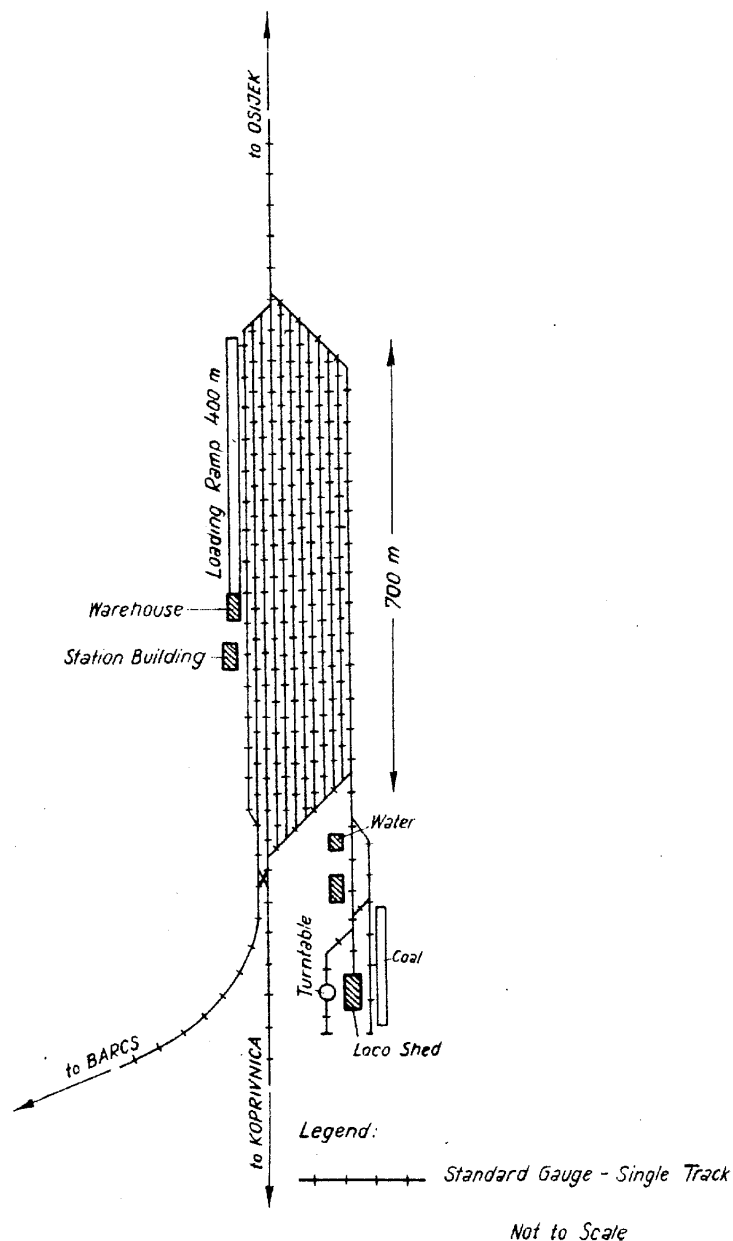 to OSIJEK
Loading Ramp 400 m
700 m
Warehouse
Station Building
Water
Turntable
Coal
Loco Shed
to BARCS
to KOPRIVNICA
Legend:
Standard Gauge - Single Track
Not to Scale